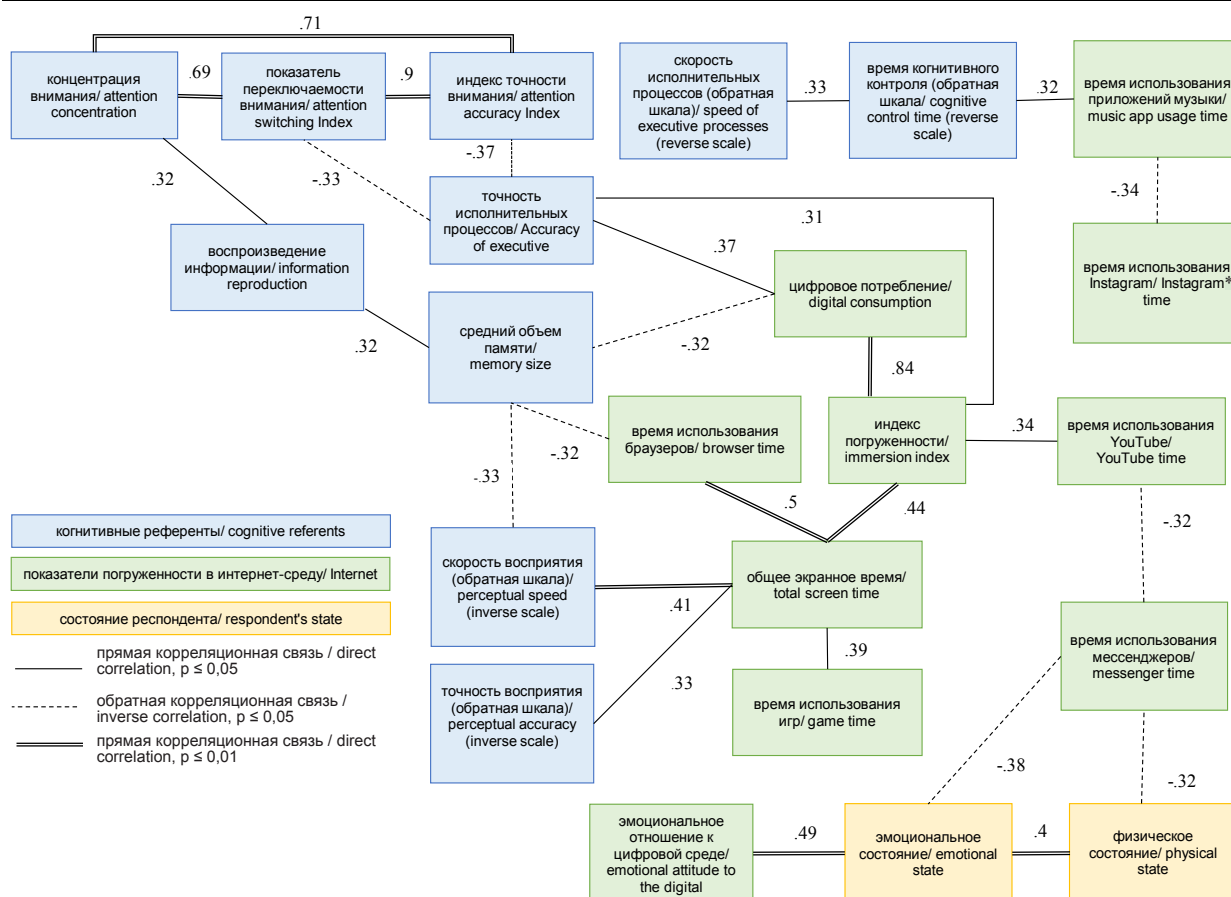 .71
концентрация
внимания/ attention
concentration
.69
показатель
переключаемости
внимания/ attention
switching Index
.9
индекс точности
внимания/ attention
accuracy Index
скорость
исполнительных
процессов (обратная
шкала)/ speed of
executive processes
(reverse scale)
.33
время когнитивного
контроля (обратная
шкала/ cognitive
control time (reverse
scale)
.32
время использования
приложений музыки/
music app usage time
.32
-.33
-.37
точность
исполнительных
процессов/ Accuracy
of executive
.31
-.34
воспроизведение
информации/ information
reproduction
.37
цифровое потребление/
digital consumption
время использования
Instagram/ Instagram*
time
.32
средний объем
памяти/
memory size
-.32
.84
время использования
браузеров/ browser time
индекс
погруженности/
immersion index
.34
время использования
YouTube/
YouTube time
-.32
-.33
.5
.44
-.32
когнитивные референты/ cognitive referents
показатели погруженности в интернет-среду/ Internet
состояние респондента/ respondent's state
прямая корреляционная связь / direct
correlation, p ≤ 0,05
обратная корреляционная связь /
inverse correlation, p ≤ 0,05
прямая корреляционная связь / direct
correlation, p ≤ 0,01
скорость восприятия
(обратная шкала)/
perceptual speed
(inverse scale)
.41
общее экранное время/
total screen time
.39
.33
точность восприятия
(обратная шкала)/
perceptual accuracy
(inverse scale)
время использования
игр/ game time
время использования
мессенджеров/
messenger time
-.38
-.32
эмоциональное
отношение к
цифровой среде/
emotional attitude to
the digital
.49
эмоциональное
состояние/ emotional
state
.4
физическое
состояние/ physical
state